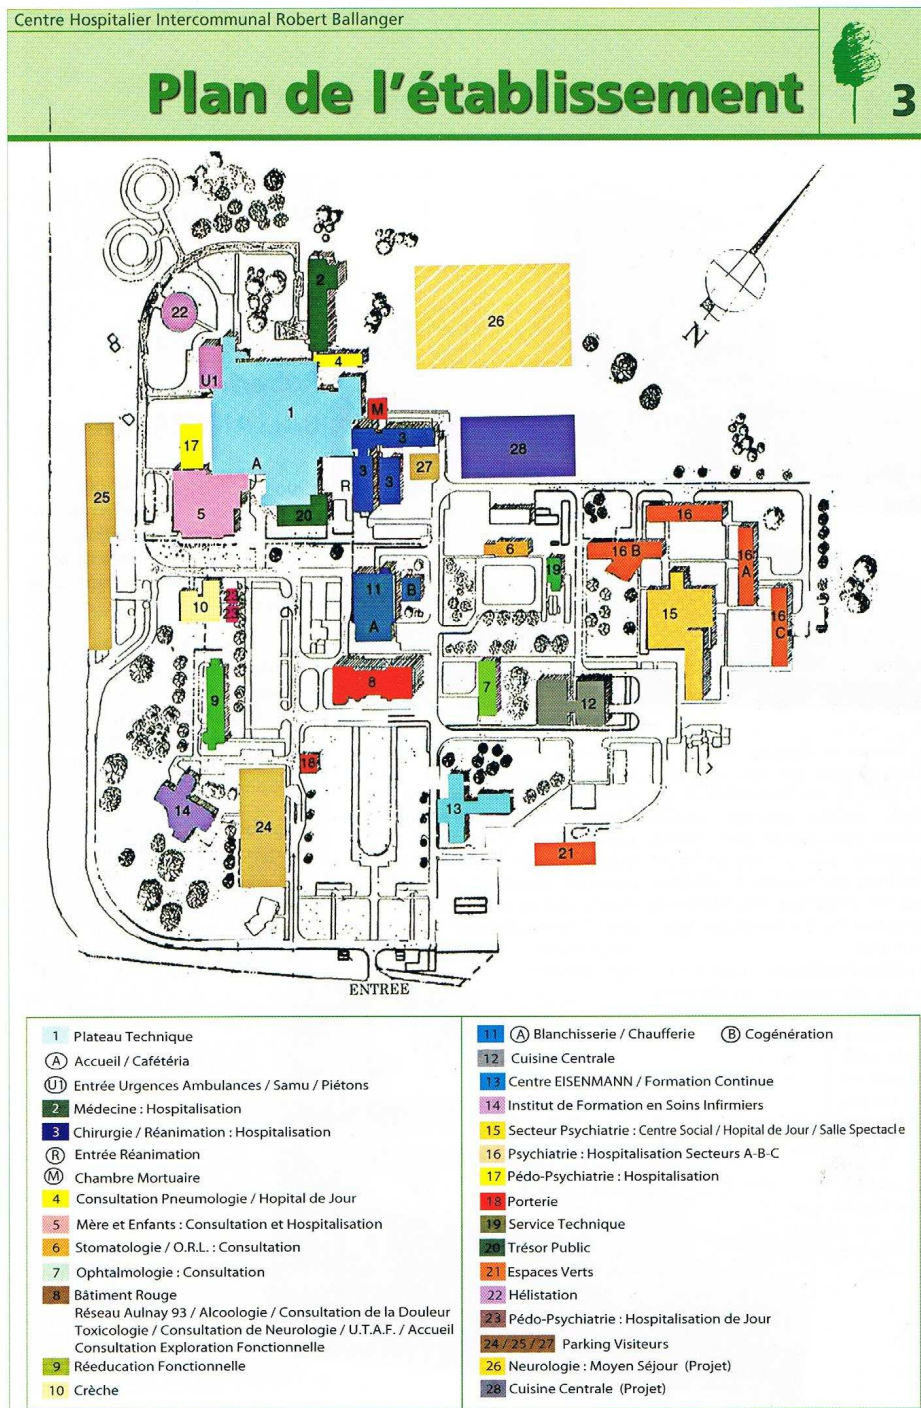 Centre Hospitalier Intercommunal Robert Ballanger
Plan de l'établissement
3
2
22
26
4
U1
1
M
3
17
28
A
27
25
R
3
3
5
20
16
6
16 B
19
16 A
11
B
23
10
23
15
A
16 C
9
8
7
12
18
14
24
13
21
N
ENTREE
1 Plateau Technique
A Accueil / Cafétéria
U1 Entrée Urgences Ambulances / Samu / Piétons
2 Médecine : Hospitalisation
3 Chirurgie / Réanimation : Hospitalisation
R Entrée Réanimation
M Chambre Mortuaire
4 Consultation Pneumologie / Hopital de Jour
5 Mère et Enfants : Consultation et Hospitalisation
6 Stomatologie / O.R.L. : Consultation
7 Ophtalmologie : Consultation
8 Bâtiment Rouge
Réseau Aulnay 93 / Alcoologie / Consultation de la Douleur
Toxicologie / Consultation de Neurologie / U.T.A.F. / Accueil
Consultation Exploration Fonctionnelle
9 Réeducation Fonctionnelle
10 Crèche
11 A Blanchisserie / Chaufferie B Cogénération
12 Cuisine Centrale
13 Centre EISENMANN / Formation Continue
14 Institut de Formation en Soins Infirmiers
15 Secteur Psychiatrie : Centre Social / Hopital de Jour / Salle Spectacle
16 Psychiatrie : Hospitalisation Secteurs A-B-C
17 Pédo-Psychiatrie : Hospitalisation
18 Porterie
19 Service Technique
20 Trésor Public
21 Espaces Verts
22 Hélistation
23 Pédo-Psychiatrie : Hospitalisation de Jour
24 / 25 / 27 Parking Visiteurs
26 Neurologie : Moyen Séjour (Projet)
28 Cuisine Centrale (Projet)